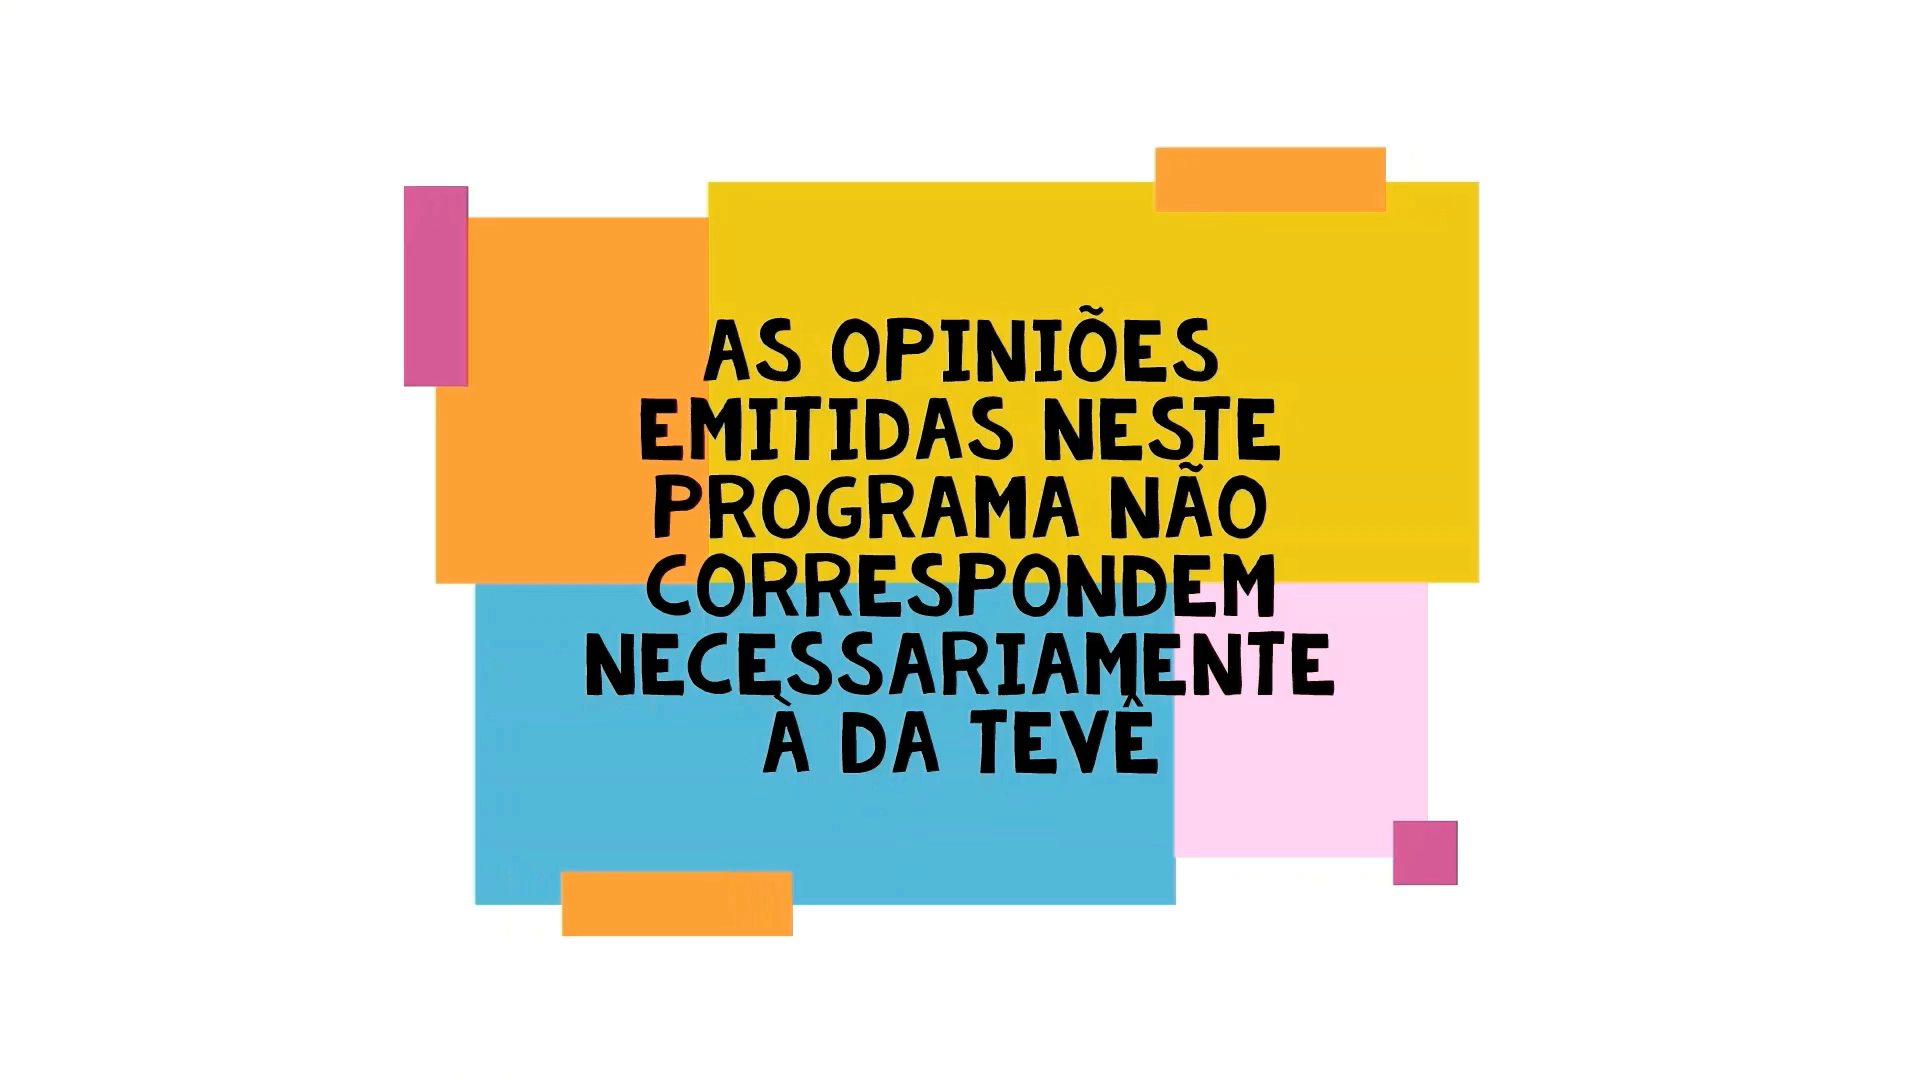 AS OPINIÕES
EMITIDAS NESTE
PROGRAMA NÃO
CORRESPONDEM
NECESSARIAMENTE
À DA TEVÊ